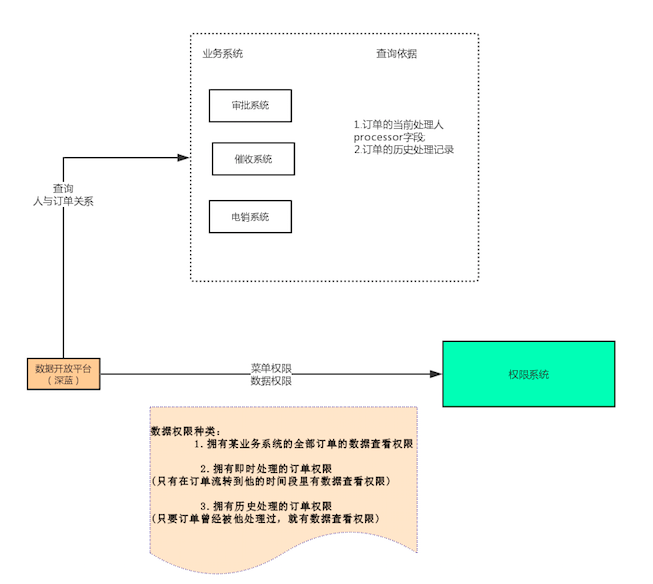 业务系统
查询依据
审批系统
催收系统
电销系统
1.订单的当前处理人
processor字段;
2.订单的历史处理记录
查询
人与订单关系
数据开放平台
（深蓝）
菜单权限
数据权限
权限系统
数据权限种类：
1. 拥有某业务系统的全部订单的数据查看权限
2. 拥有即时处理的订单权限
(只有在订单流转到他的时间段里有数据查看权限)
3. 拥有历史处理的订单权限
(只要订单曾经被他处理过，就有数据查看权限)